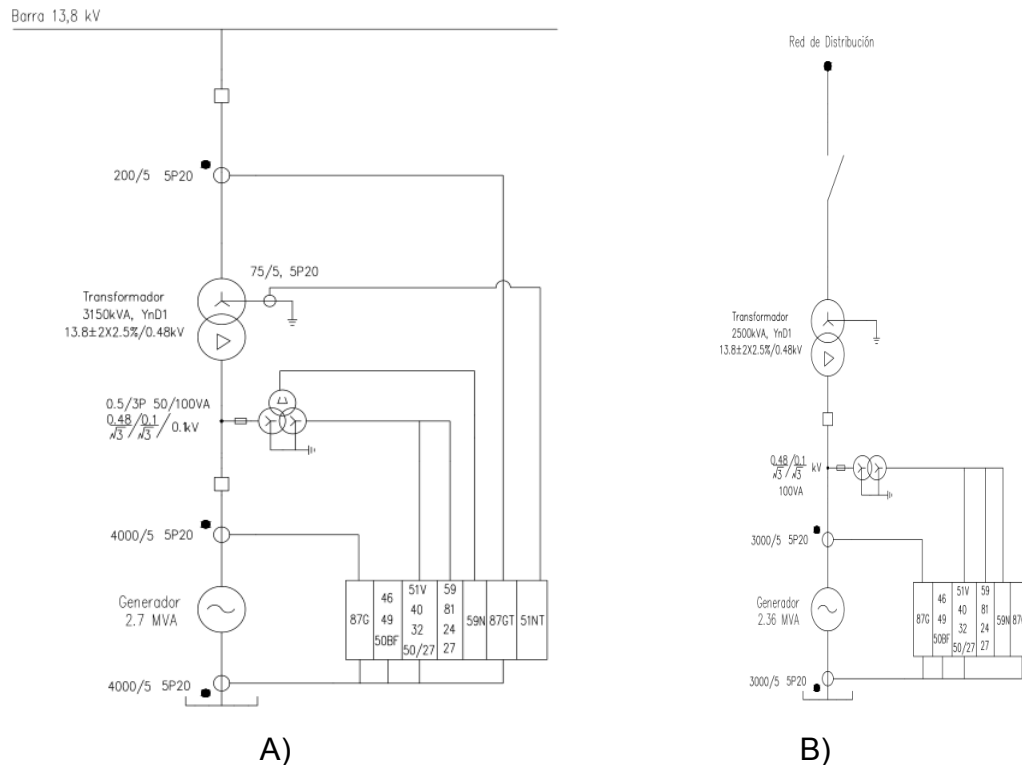 Barra 13,8 kV
200/5 5P20
75/5, 5P20
Transformador
3150kVA, YnD1
13.8±2X2.5%/0.48kV
0.5/3P 50/100VA
0.48/√3/0.1/√3/0.1kV
4000/5 5P20
Generador
2.7 MVA
87G
46
49
50BF
51V
40
32
50/27
59
81
24
27
59N
87GT
51NT
4000/5 5P20
A)
Red de Distribución
Transformador
2500kVA, YnD1
13.8±2X2.5%/0.48kV
0.48/√3/0.1/√3 kV
100VA
3000/5 5P20
Generador
2.36 MVA
87G
46
49
50BF
51V
40
32
50/27
59
81
24
27
59N
3000/5 5P20
B)